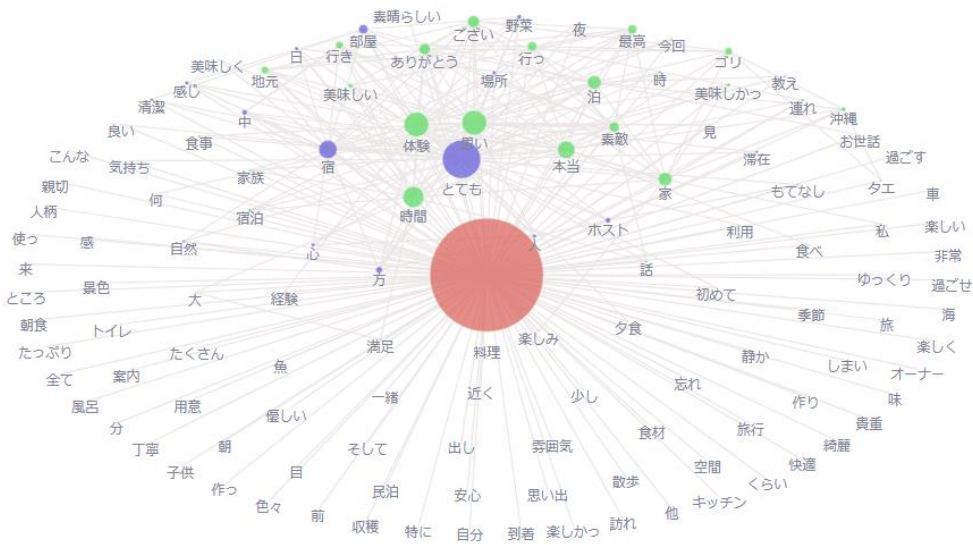 素晴らしい
野菜
ござい
夜
部屋
最高
今回
日
行き
ありがとう
行っ
ゴリ
美味しく
地元
場所
時
教え
感じ
美味しい
泊
美味しかっ
清潔
連れ
沖縄
中
良い
食事
体験
思い
素敵
見
お世話
こんな
気持ち
宿
本当
滞在
過ごす
家族
とても
家
もてなし
タエ
親切
何
車
人柄
宿泊
時間
ホスト
利用
私
楽しい
使っ
感
自然
心
人
食べ
非常
来
方
話
ゆっくり
過ごせ
ところ
景色
大
経験
初めて
季節
旅
海
朝食
トイレ
夕食
楽しみ
たっぷり
たくさん
満足
料理
静か
しまい
楽しく
全て
案内
魚
忘れ
オーナー
風呂
用意
優しい
一緒
近く
少し
作り
味
分
丁寧
朝
そして
出し
雰囲気
食材
旅行
綺麗
貴重
子供
目
空間
快適
作っ
色々
民泊
安心
思い出
散歩
キッチン
くらい
前
収穫
特に
自分
到着
楽しかっ
訪れ
他